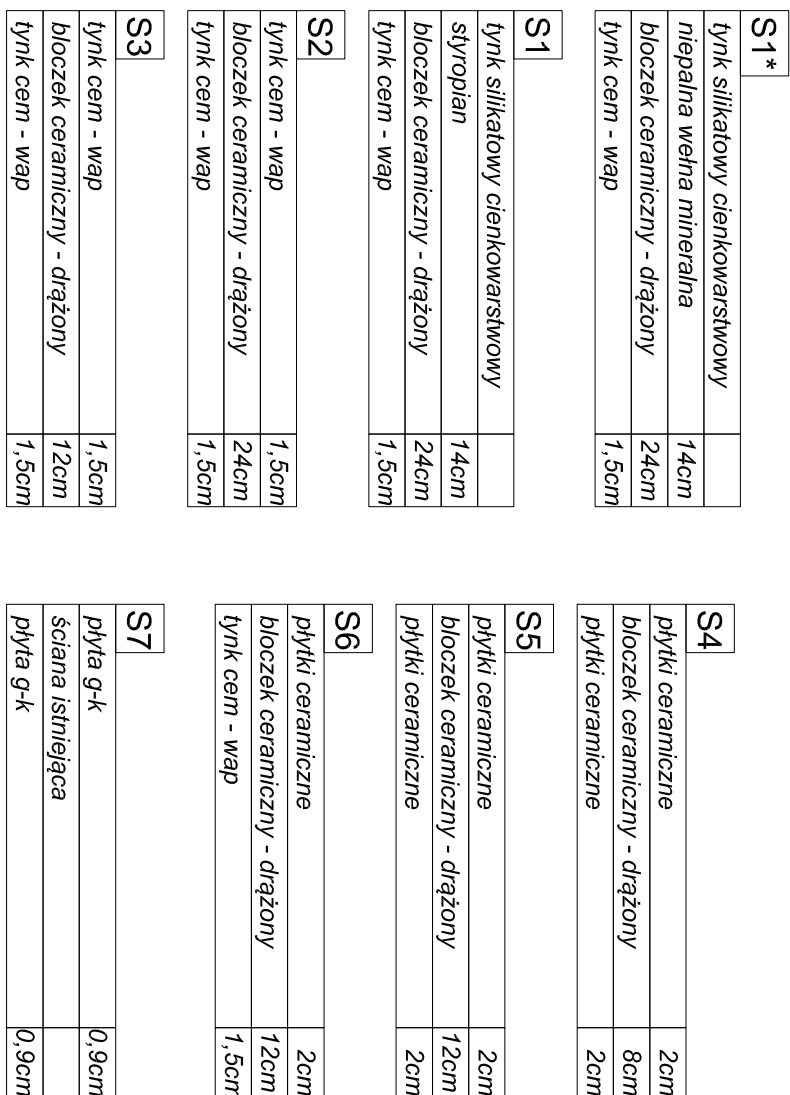 S1*
tynk silikatowy cienkowarstwowy
niepalna wełna mineralna 14cm
bloczek ceramiczny - drążony 24cm
tynk cem - wap 1,5cm
S1
tynk silikatowy cienkowarstwowy
styropian 14cm
bloczek ceramiczny - drążony 24cm
tynk cem - wap 1,5cm
S2
tynk cem - wap 1,5cm
bloczek ceramiczny - drążony 24cm
tynk cem - wap 1,5cm
S3
tynk cem - wap 1,5cm
bloczek ceramiczny - drążony 12cm
tynk cem - wap 1,5cm
S4
płytki ceramiczne 2cm
bloczek ceramiczny - drążony 8cm
płytki ceramiczne 2cm
S5
płytki ceramiczne 2cm
bloczek ceramiczny - drążony 12cm
płytki ceramiczne 2cm
S6
płytki ceramiczne 2cm
bloczek ceramiczny - drążony 12cm
tynk cem - wap 1,5cm
S7
płyta g-k 0,9cm
ściana istniejąca
płyta g-k 0,9cm